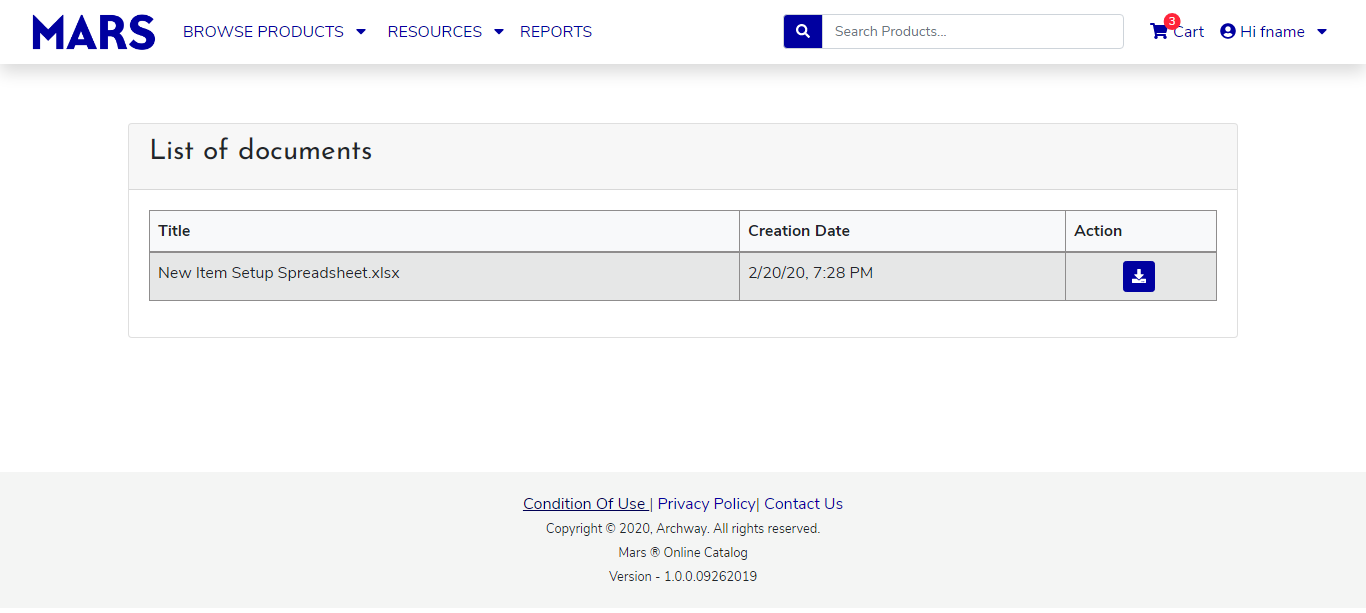 MARS BROWSE PRODUCTS RESOURCES REPORTS Search Products... 3 Cart Hi fname
List of documents
Title Creation Date Action
New Item Setup Spreadsheet.xlsx 2/20/20, 7:28 PM
Condition Of Use | Privacy Policy| Contact Us
Copyright © 2020, Archway. All rights reserved.
Mars ® Online Catalog
Version - 1.0.0.09262019